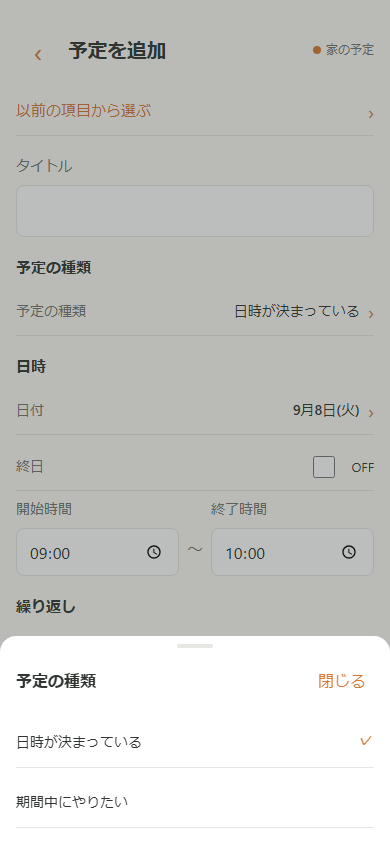 予定を追加
家の予定
以前の項目から選ぶ
タイトル
予定の種類
予定の種類 日時が決まっている
日時
日付 9月8日(火)
終日 OFF
開始時間 終了時間
09:00 〜 10:00
繰り返し
予定の種類 閉じる
日時が決まっている
期間中にやりたい